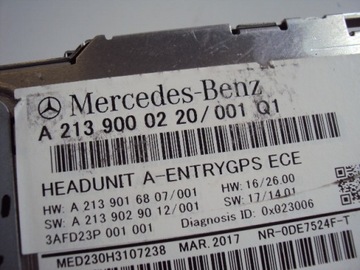 Mercedes-Benz
A 213 900 02 20/001 Q1
HEADUNIT A-ENTRYGPS ECE
HW: A 213 901 68 07/001 HW: 16/26.00
SW: A 213 902 90 12/001 SW: 17/14.01
3AFD23P 001 001 Diagnosis ID: 0x023006
MED230H3107238 MAR.2017 NR-0DE7524F-T